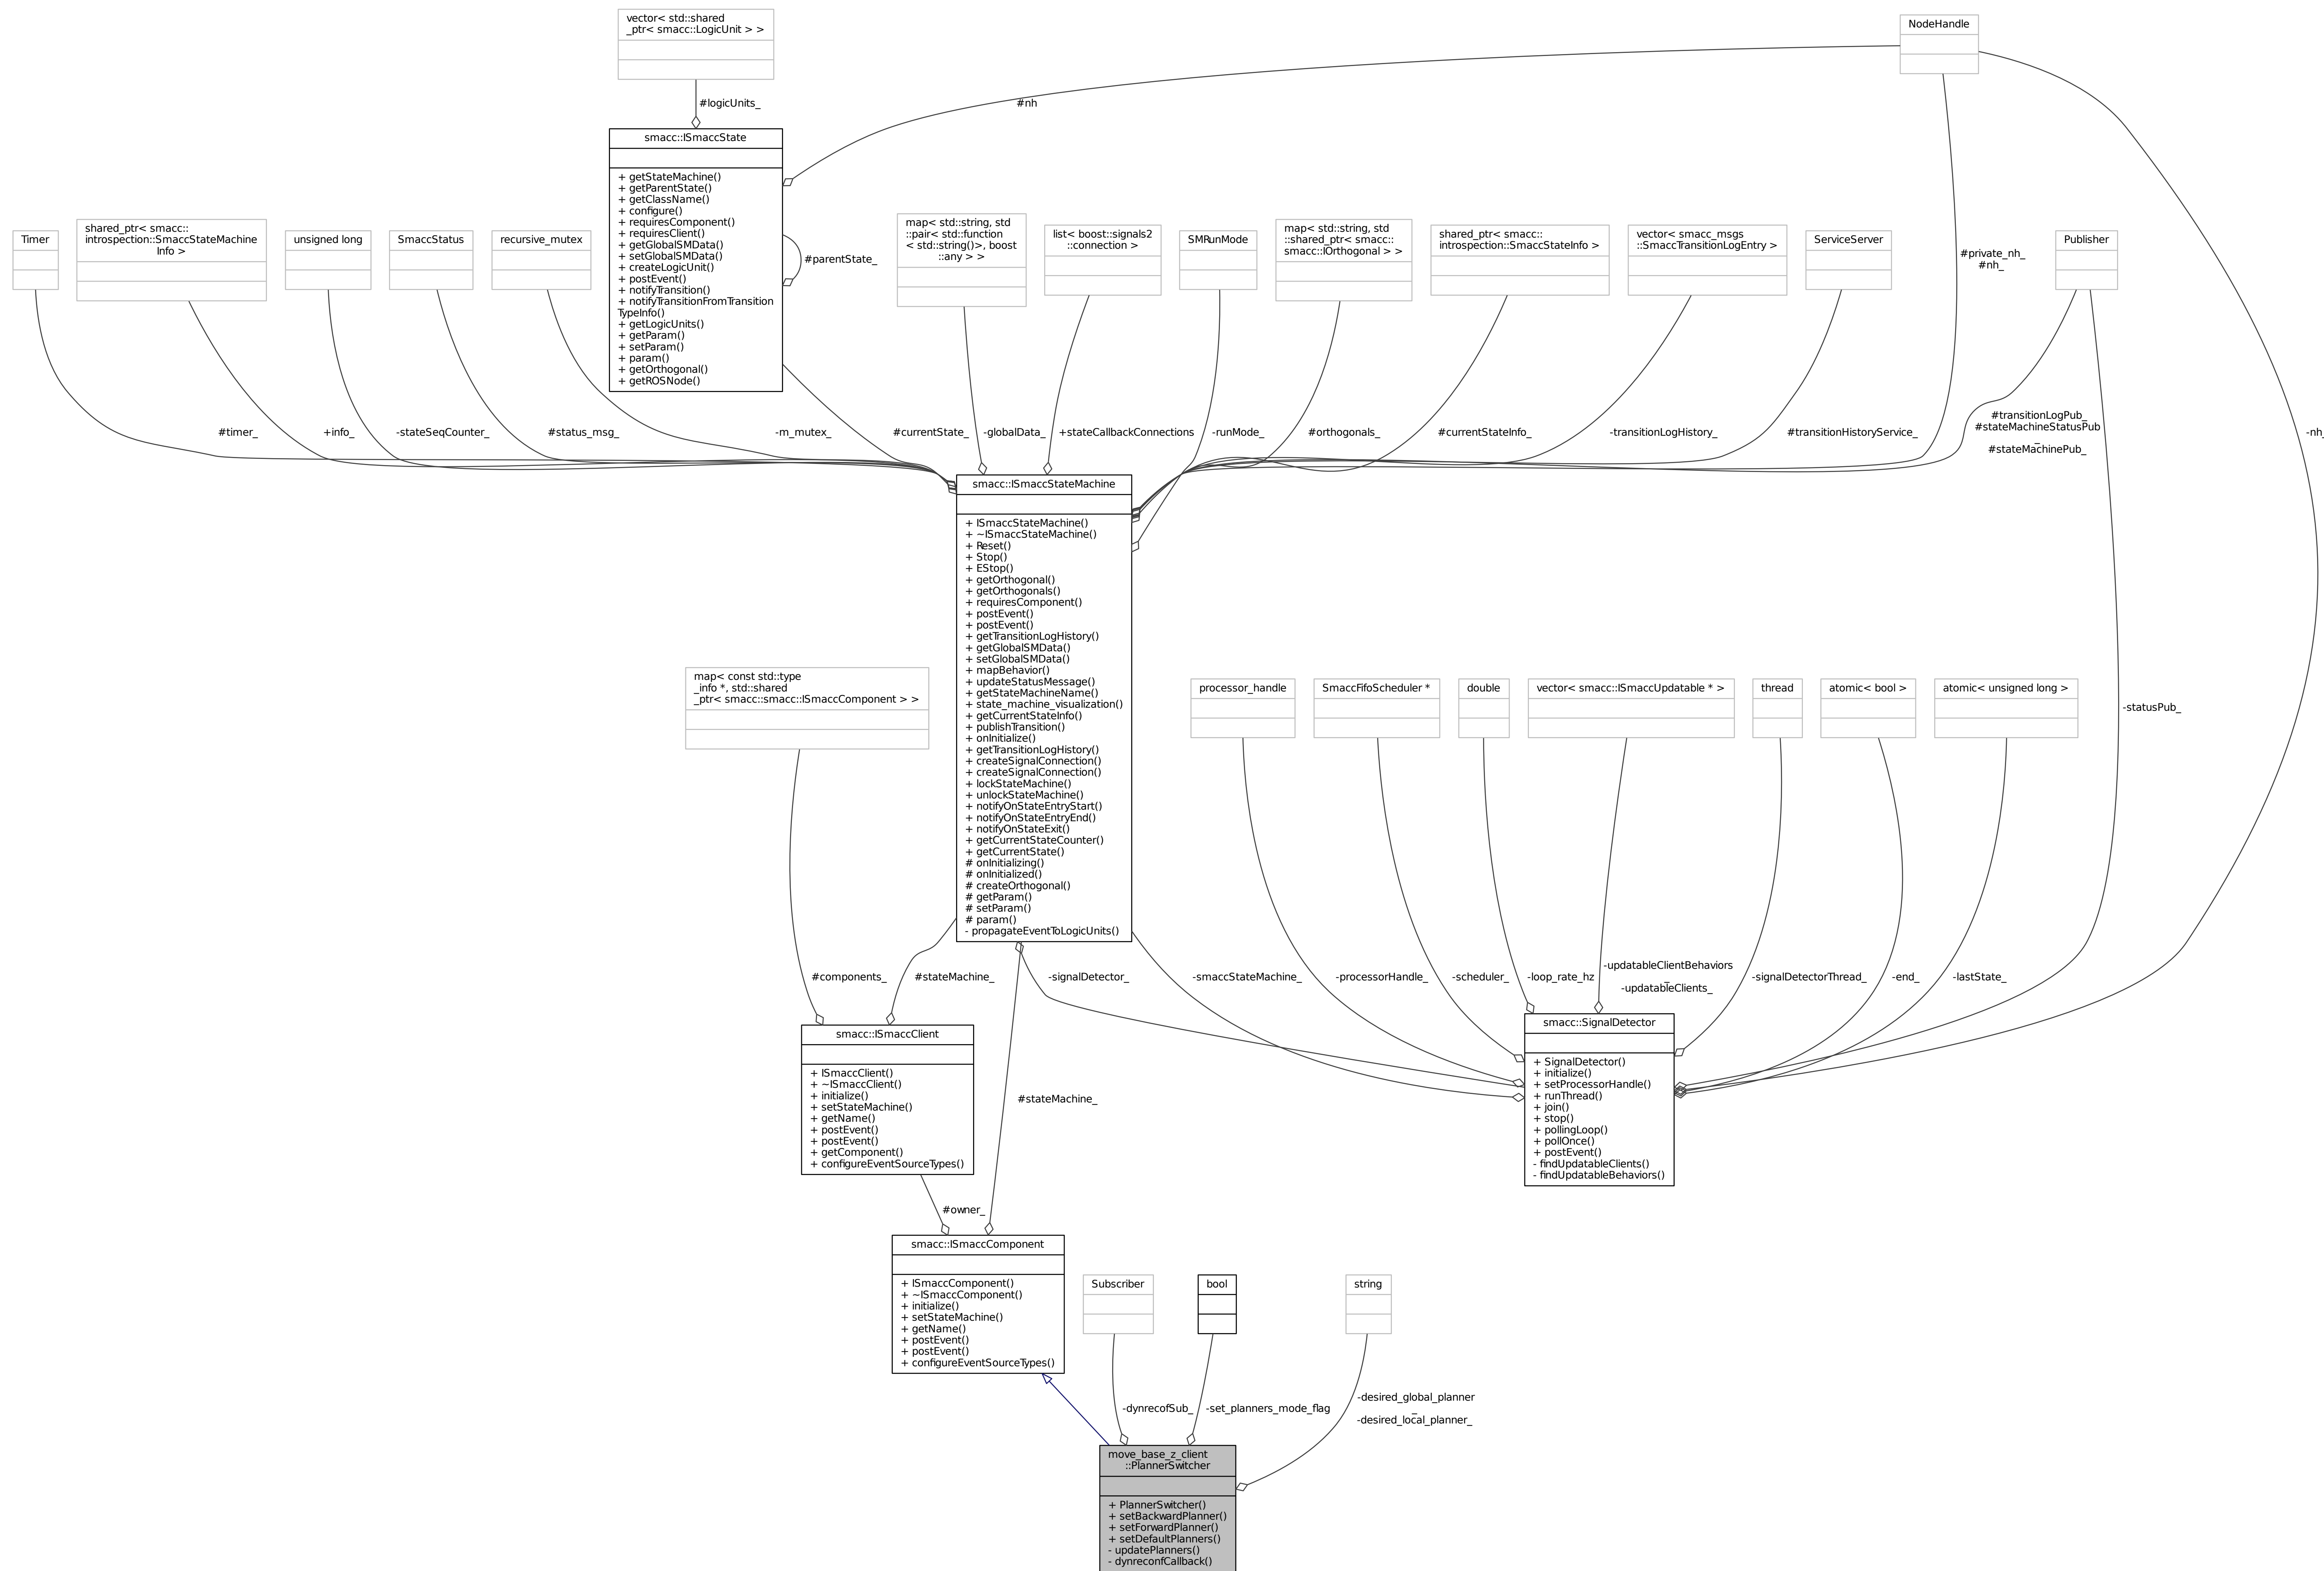 vector< std::shared
_ptr< smacc::LogicUnit > >
NodeHandle
#logicUnits_
#nh
smacc::ISmaccState
+ getStateMachine()
+ getParentState()
+ getClassName()
+ configure()
+ requiresComponent()
+ requiresClient()
+ getGlobalSMData()
+ setGlobalSMData()
+ createLogicUnit()
+ postEvent()
+ notifyTransition()
+ notifyTransitionFromTransition
TypeInfo()
+ getLogicUnits()
+ getParam()
+ setParam()
+ param()
+ getOrthogonal()
+ getROSNode()
#parentState_
Timer
shared_ptr< smacc::
introspection::SmaccStateMachine
Info >
unsigned long
SmaccStatus
recursive_mutex
map< std::string, std
::pair< std::function
< std::string()>, boost
::any > >
list< boost::signals2
::connection >
SMRunMode
map< std::string, std
::shared_ptr< smacc::
smacc::IOrthogonal > >
shared_ptr< smacc::
introspection::SmaccStateInfo >
vector< smacc_msgs
::SmaccTransitionLogEntry >
ServiceServer
#private_nh_
#nh_
Publisher
#timer_
+info_
-stateSeqCounter_
#status_msg_
-m_mutex_
#currentState_
-globalData_
+stateCallbackConnections
-runMode_
#orthogonals_
#currentStateInfo_
-transitionLogHistory_
#transitionHistoryService_
#transitionLogPub_
#stateMachineStatusPub
_
#stateMachinePub_
-nh_
smacc::ISmaccStateMachine
+ ISmaccStateMachine()
+ ~ISmaccStateMachine()
+ Reset()
+ Stop()
+ EStop()
+ getOrthogonal()
+ getOrthogonals()
+ requiresComponent()
+ postEvent()
+ postEvent()
+ getTransitionLogHistory()
+ getGlobalSMData()
+ setGlobalSMData()
+ mapBehavior()
+ updateStatusMessage()
+ getStateMachineName()
+ state_machine_visualization()
+ getCurrentStateInfo()
+ publishTransition()
+ onInitialize()
+ getTransitionLogHistory()
+ createSignalConnection()
+ createSignalConnection()
+ lockStateMachine()
+ unlockStateMachine()
+ notifyOnStateEntryStart()
+ notifyOnStateEntryEnd()
+ notifyOnStateExit()
+ getCurrentStateCounter()
+ getCurrentState()
# onInitializing()
# onInitialized()
# createOrthogonal()
# getParam()
# setParam()
# param()
- propagateEventToLogicUnits()
map< const std::type
_info *, std::shared
_ptr< smacc::smacc::ISmaccComponent > >
processor_handle
SmaccFifoScheduler *
double
vector< smacc::ISmaccUpdatable * >
thread
atomic< bool >
atomic< unsigned long >
-statusPub_
#components_
#stateMachine_
-signalDetector_
-smaccStateMachine_
-processorHandle_
-scheduler_
-loop_rate_hz
-updatableClientBehaviors
_
-updatableClients_
-signalDetectorThread_
-end_
-lastState_
smacc::ISmaccClient
+ ISmaccClient()
+ ~ISmaccClient()
+ initialize()
+ setStateMachine()
+ getName()
+ postEvent()
+ postEvent()
+ getComponent()
+ configureEventSourceTypes()
#stateMachine_
smacc::SignalDetector
+ SignalDetector()
+ initialize()
+ setProcessorHandle()
+ runThread()
+ join()
+ stop()
+ pollingLoop()
+ pollOnce()
+ postEvent()
- findUpdatableClients()
- findUpdatableBehaviors()
#owner_
smacc::ISmaccComponent
+ ISmaccComponent()
+ ~ISmaccComponent()
+ initialize()
+ setStateMachine()
+ getName()
+ postEvent()
+ postEvent()
+ configureEventSourceTypes()
Subscriber
bool
string
-dynrecofSub_
-set_planners_mode_flag
-desired_global_planner
_
-desired_local_planner_
move_base_z_client
::PlannerSwitcher
+ PlannerSwitcher()
+ setBackwardPlanner()
+ setForwardPlanner()
+ setDefaultPlanners()
- updatePlanners()
- dynreconfCallback()